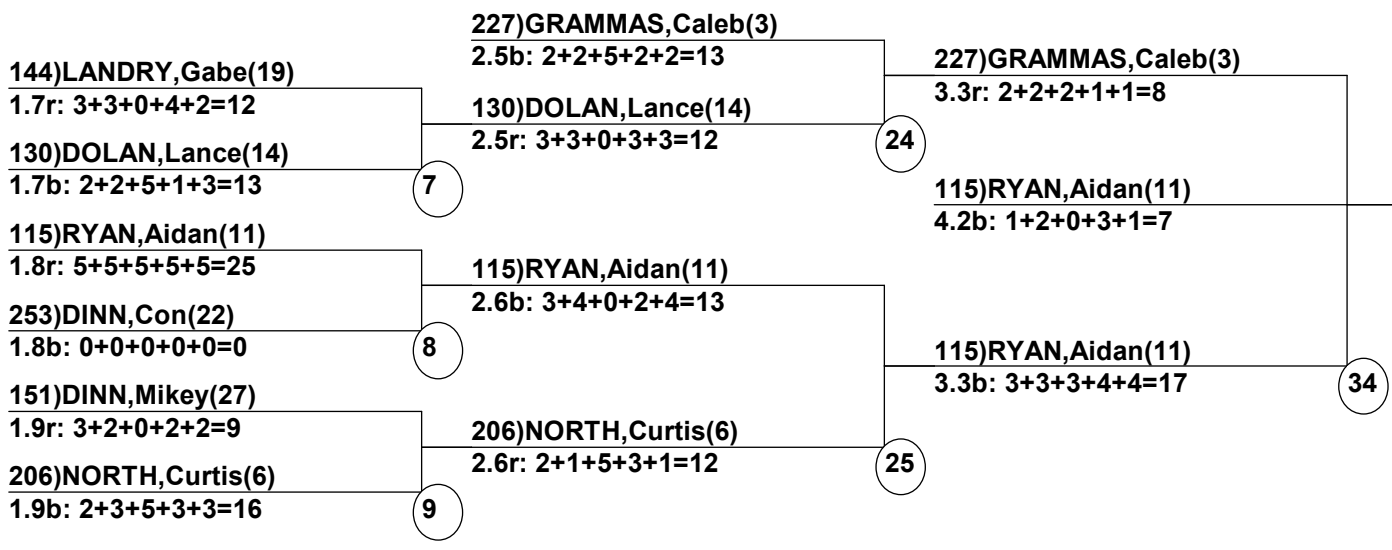 144)LANDRY,Gabe(19)
1.7r: 3+3+0+4+2=12
130)DOLAN,Lance(14)
1.7b: 2+2+5+1+3=13
7
115)RYAN,Aidan(11)
1.8r: 5+5+5+5+5=25
253)DINN,Con(22)
1.8b: 0+0+0+0+0=0
8
151)DINN,Mikey(27)
1.9r: 3+2+0+2+2=9
206)NORTH,Curtis(6)
1.9b: 2+3+5+3+3=16
9
227)GRAMMAS,Caleb(3)
2.5b: 2+2+5+2+2=13
130)DOLAN,Lance(14)
2.5r: 3+3+0+3+3=12
24
115)RYAN,Aidan(11)
2.6b: 3+4+0+2+4=13
206)NORTH,Curtis(6)
2.6r: 2+1+5+3+1=12
25
227)GRAMMAS,Caleb(3)
3.3r: 2+2+2+1+1=8
115)RYAN,Aidan(11)
4.2b: 1+2+0+3+1=7
115)RYAN,Aidan(11)
3.3b: 3+3+3+4+4=17
34